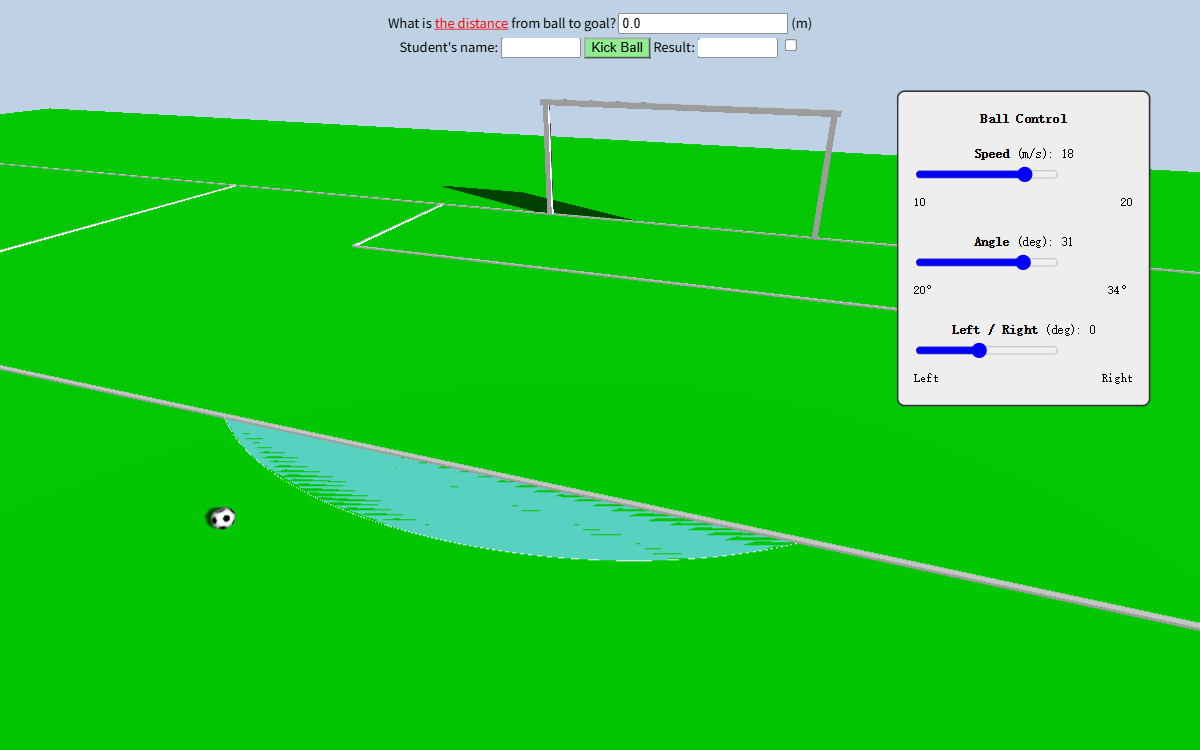 What is the distance from ball to goal? 0.0 (m)
Student's name: Kick Ball Result:
Ball Control
Speed (m/s): 18
10 20
Angle (deg): 31
20° 34°
Left / Right (deg): 0
Left Right